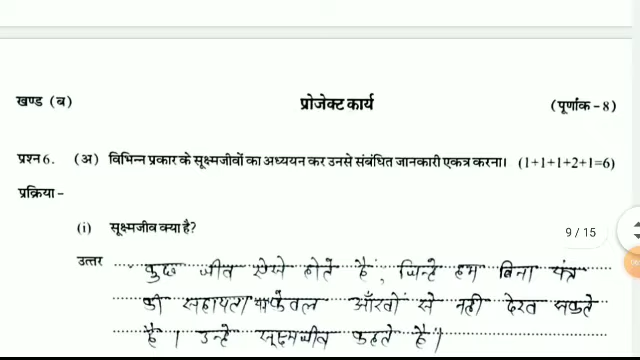 खण्ड (ब) प्रोजेक्ट कार्य (पूर्णांक - 8)
प्रश्न 6. (अ) विभिन्न प्रकार के सूक्ष्मजीवों का अध्ययन कर उनसे संबंधित जानकारी एकत्र करना। (1+1+1+2+1=6)
प्रक्रिया -
(i) सूक्ष्मजीव क्या है?
9 / 15
उत्तर कुछ जीव ऐसे होते है, जिन्हे हम बिना यंत्र
की सहायता या केवल आँखों से नही देख सकते
है। उन्हे सूक्ष्मजीव कहते है।